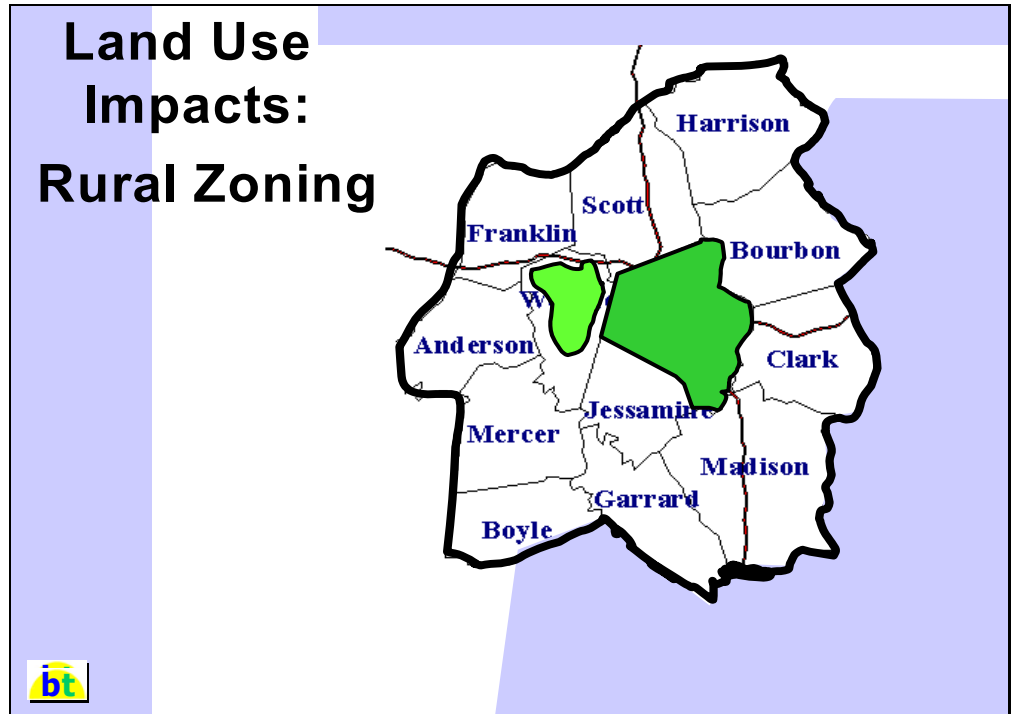 Land Use
Impacts:
Rural Zoning
Harrison
Scott
Franklin
Bourbon
Anderson
Clark
Jessamine
Mercer
Madison
Garrard
Boyle
bt